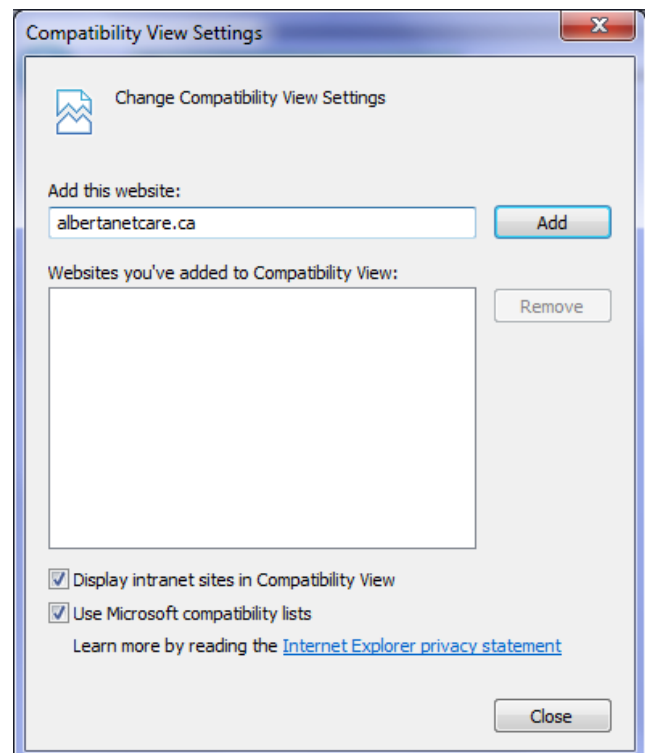 Compatibility View Settings
Change Compatibility View Settings
Add this website:
albertanetcare.ca
Add
Websites you've added to Compatibility View:
Remove
Display intranet sites in Compatibility View
Use Microsoft compatibility lists
Learn more by reading the Internet Explorer privacy statement
Close